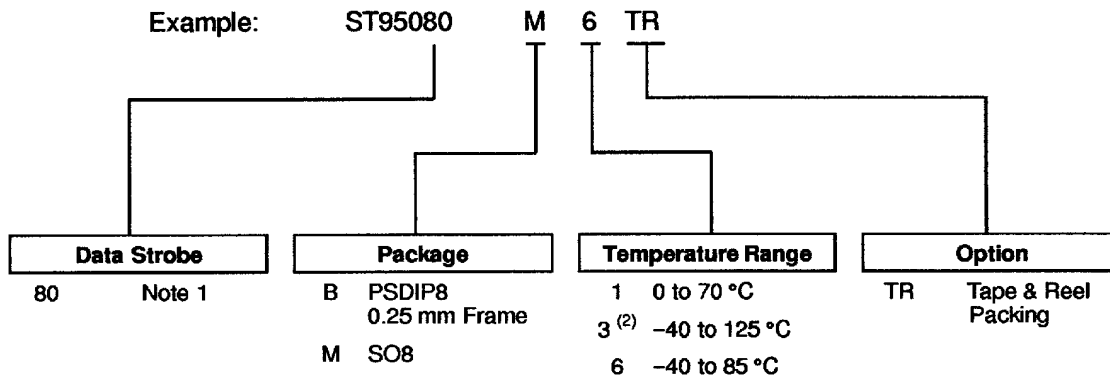 Example: ST95080 M 6 TR
Data Strobe
80 Note 1
Package
B PSDIP8
0.25 mm Frame
M SO8
Temperature Range
1 0 to 70 °C
3 (2) –40 to 125 °C
6 –40 to 85 °C
Option
TR Tape & Reel
Packing